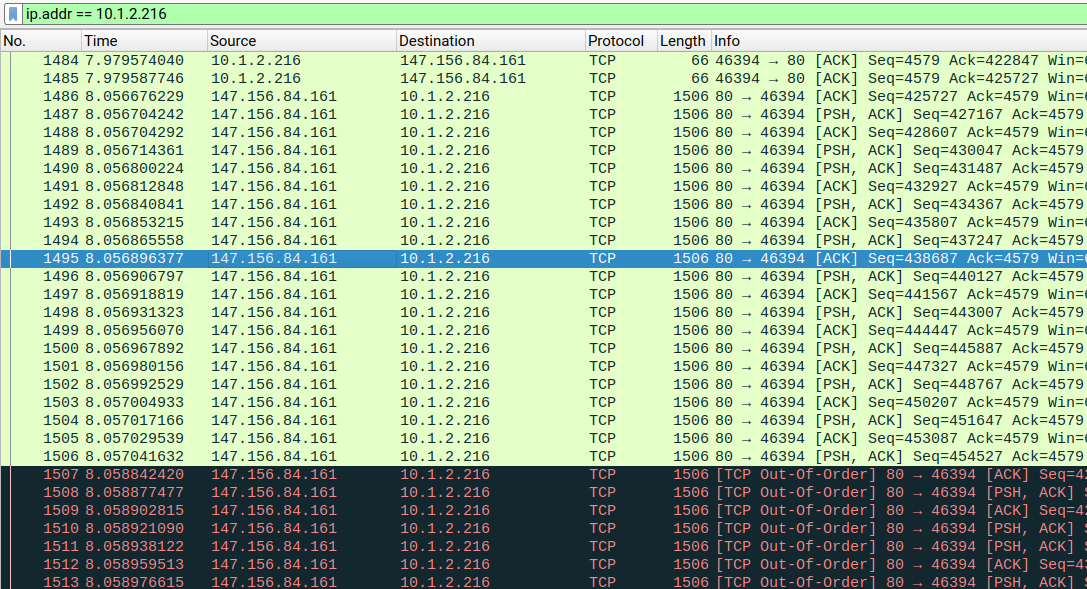 ip.addr == 10.1.2.216
No. Time Source Destination Protocol Length Info
1484 7.979574040 10.1.2.216 147.156.84.161 TCP 66 46394 → 80 [ACK] Seq=4579 Ack=422847 Win=6
1485 7.979587746 10.1.2.216 147.156.84.161 TCP 66 46394 → 80 [ACK] Seq=4579 Ack=425727 Win=6
1486 8.056676229 147.156.84.161 10.1.2.216 TCP 1506 80 → 46394 [ACK] Seq=425727 Ack=4579 Win=6
1487 8.056704242 147.156.84.161 10.1.2.216 TCP 1506 80 → 46394 [PSH, ACK] Seq=427167 Ack=4579
1488 8.056704292 147.156.84.161 10.1.2.216 TCP 1506 80 → 46394 [ACK] Seq=428607 Ack=4579 Win=6
1489 8.056714361 147.156.84.161 10.1.2.216 TCP 1506 80 → 46394 [PSH, ACK] Seq=430047 Ack=4579
1490 8.056800224 147.156.84.161 10.1.2.216 TCP 1506 80 → 46394 [PSH, ACK] Seq=431487 Ack=4579
1491 8.056812848 147.156.84.161 10.1.2.216 TCP 1506 80 → 46394 [ACK] Seq=432927 Ack=4579 Win=6
1492 8.056840841 147.156.84.161 10.1.2.216 TCP 1506 80 → 46394 [PSH, ACK] Seq=434367 Ack=4579
1493 8.056853215 147.156.84.161 10.1.2.216 TCP 1506 80 → 46394 [ACK] Seq=435807 Ack=4579 Win=6
1494 8.056865558 147.156.84.161 10.1.2.216 TCP 1506 80 → 46394 [PSH, ACK] Seq=437247 Ack=4579
1495 8.056896377 147.156.84.161 10.1.2.216 TCP 1506 80 → 46394 [ACK] Seq=438687 Ack=4579 Win=6
1496 8.056906797 147.156.84.161 10.1.2.216 TCP 1506 80 → 46394 [PSH, ACK] Seq=440127 Ack=4579
1497 8.056918819 147.156.84.161 10.1.2.216 TCP 1506 80 → 46394 [ACK] Seq=441567 Ack=4579 Win=6
1498 8.056931323 147.156.84.161 10.1.2.216 TCP 1506 80 → 46394 [PSH, ACK] Seq=443007 Ack=4579
1499 8.056956070 147.156.84.161 10.1.2.216 TCP 1506 80 → 46394 [ACK] Seq=444447 Ack=4579 Win=6
1500 8.056967892 147.156.84.161 10.1.2.216 TCP 1506 80 → 46394 [PSH, ACK] Seq=445887 Ack=4579
1501 8.056980156 147.156.84.161 10.1.2.216 TCP 1506 80 → 46394 [ACK] Seq=447327 Ack=4579 Win=6
1502 8.056992529 147.156.84.161 10.1.2.216 TCP 1506 80 → 46394 [PSH, ACK] Seq=448767 Ack=4579
1503 8.057004933 147.156.84.161 10.1.2.216 TCP 1506 80 → 46394 [ACK] Seq=450207 Ack=4579 Win=6
1504 8.057017166 147.156.84.161 10.1.2.216 TCP 1506 80 → 46394 [PSH, ACK] Seq=451647 Ack=4579
1505 8.057029539 147.156.84.161 10.1.2.216 TCP 1506 80 → 46394 [ACK] Seq=453087 Ack=4579 Win=6
1506 8.057041632 147.156.84.161 10.1.2.216 TCP 1506 80 → 46394 [PSH, ACK] Seq=454527 Ack=4579
1507 8.058842420 147.156.84.161 10.1.2.216 TCP 1506 [TCP Out-Of-Order] 80 → 46394 [ACK] Seq=42
1508 8.058877477 147.156.84.161 10.1.2.216 TCP 1506 [TCP Out-Of-Order] 80 → 46394 [PSH, ACK] S
1509 8.058902815 147.156.84.161 10.1.2.216 TCP 1506 [TCP Out-Of-Order] 80 → 46394 [ACK] Seq=42
1510 8.058921090 147.156.84.161 10.1.2.216 TCP 1506 [TCP Out-Of-Order] 80 → 46394 [PSH, ACK] S
1511 8.058938122 147.156.84.161 10.1.2.216 TCP 1506 [TCP Out-Of-Order] 80 → 46394 [PSH, ACK] S
1512 8.058959513 147.156.84.161 10.1.2.216 TCP 1506 [TCP Out-Of-Order] 80 → 46394 [ACK] Seq=43
1513 8.058976615 147.156.84.161 10.1.2.216 TCP 1506 [TCP Out-Of-Order] 80 → 46394 [PSH, ACK] S